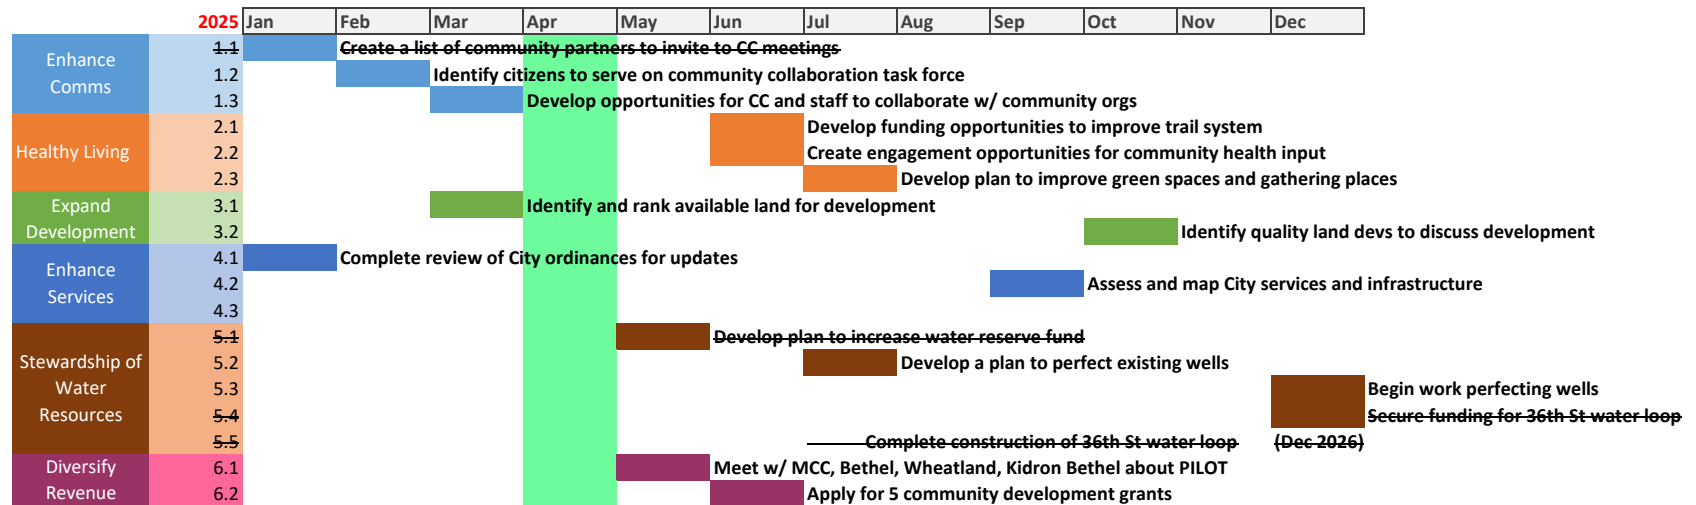 2025 Jan Feb Mar Apr May Jun Jul Aug Sep Oct Nov Dec
Enhance
Comms
1.1 Create a list of community partners to invite to CC meetings
1.2 Identify citizens to serve on community collaboration task force
1.3 Develop opportunities for CC and staff to collaborate w/ community orgs
Healthy Living
2.1 Develop funding opportunities to improve trail system
2.2 Create engagement opportunities for community health input
2.3 Develop plan to improve green spaces and gathering places
Expand
Development
3.1 Identify and rank available land for development
3.2 Identify quality land devs to discuss development
Enhance
Services
4.1 Complete review of City ordinances for updates
4.2 Assess and map City services and infrastructure
4.3
Stewardship of
Water
Resources
5.1 Develop plan to increase water reserve fund
5.2 Develop a plan to perfect existing wells
5.3 Begin work perfecting wells
5.4 Secure funding for 36th St water loop
5.5 Complete construction of 36th St water loop (Dec 2026)
Diversify
Revenue
6.1 Meet w/ MCC, Bethel, Wheatland, Kidron Bethel about PILOT
6.2 Apply for 5 community development grants